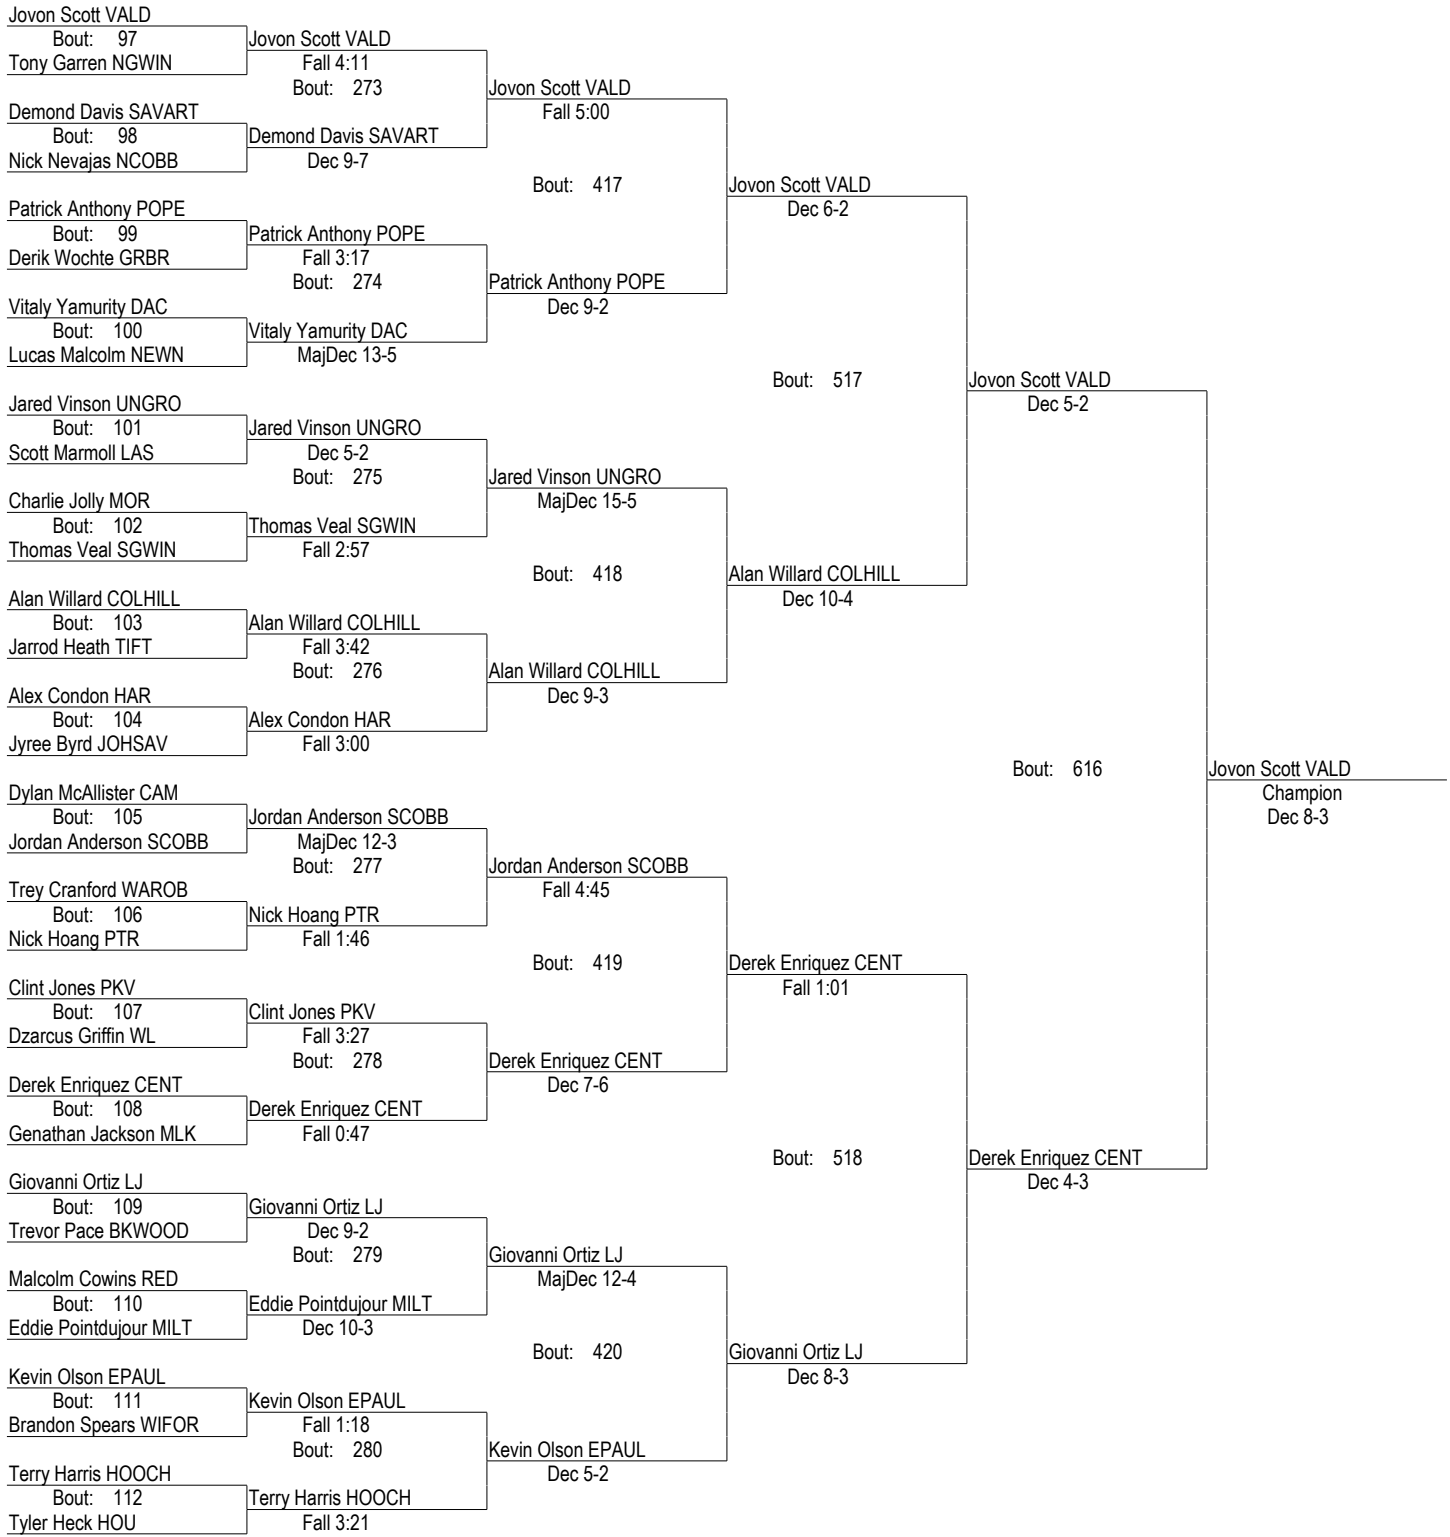 Jovon Scott VALD
Bout: 97
Jovon Scott VALD
Tony Garren NGWIN
Fall 4:11
Bout: 273
Jovon Scott VALD
Demond Davis SAVART
Fall 5:00
Bout: 98
Demond Davis SAVART
Nick Nevajas NCOBB
Dec 9-7
Bout: 417
Jovon Scott VALD
Patrick Anthony POPE
Dec 6-2
Bout: 99
Patrick Anthony POPE
Derik Wochte GRBR
Fall 3:17
Bout: 274
Patrick Anthony POPE
Vitaly Yamurity DAC
Dec 9-2
Bout: 100
Vitaly Yamurity DAC
Lucas Malcolm NEWN
MajDec 13-5
Bout: 517
Jovon Scott VALD
Jared Vinson UNGRO
Dec 5-2
Bout: 101
Jared Vinson UNGRO
Scott Marmoll LAS
Dec 5-2
Bout: 275
Jared Vinson UNGRO
Charlie Jolly MOR
MajDec 15-5
Bout: 102
Thomas Veal SGWIN
Thomas Veal SGWIN
Fall 2:57
Bout: 418
Alan Willard COLHILL
Alan Willard COLHILL
Dec 10-4
Bout: 103
Alan Willard COLHILL
Jarrod Heath TIFT
Fall 3:42
Bout: 276
Alan Willard COLHILL
Alex Condon HAR
Dec 9-3
Bout: 104
Alex Condon HAR
Jyree Byrd JOHSAV
Fall 3:00
Bout: 616
Jovon Scott VALD
Dylan McAllister CAM
Champion
Bout: 105
Jordan Anderson SCOBB
Dec 8-3
Jordan Anderson SCOBB
MajDec 12-3
Bout: 277
Jordan Anderson SCOBB
Trey Cranford WAROB
Fall 4:45
Bout: 106
Nick Hoang PTR
Nick Hoang PTR
Fall 1:46
Bout: 419
Derek Enriquez CENT
Clint Jones PKV
Fall 1:01
Bout: 107
Clint Jones PKV
Dzarcus Griffin WL
Fall 3:27
Bout: 278
Derek Enriquez CENT
Derek Enriquez CENT
Dec 7-6
Bout: 108
Derek Enriquez CENT
Genathan Jackson MLK
Fall 0:47
Bout: 518
Derek Enriquez CENT
Giovanni Ortiz LJ
Dec 4-3
Bout: 109
Giovanni Ortiz LJ
Trevor Pace BKWOOD
Dec 9-2
Bout: 279
Giovanni Ortiz LJ
Malcolm Cowins RED
MajDec 12-4
Bout: 110
Eddie Pointdujour MILT
Eddie Pointdujour MILT
Dec 10-3
Bout: 420
Giovanni Ortiz LJ
Kevin Olson EPAUL
Dec 8-3
Bout: 111
Kevin Olson EPAUL
Brandon Spears WIFOR
Fall 1:18
Bout: 280
Kevin Olson EPAUL
Terry Harris HOOCH
Dec 5-2
Bout: 112
Terry Harris HOOCH
Tyler Heck HOU
Fall 3:21